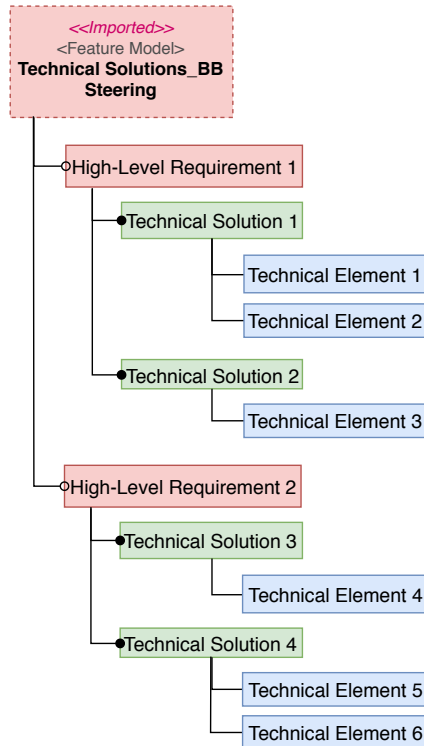 <<Imported>>
<Feature Model>
Technical Solutions_BB
Steering
High-Level Requirement 1
Technical Solution 1
Technical Element 1
Technical Element 2
Technical Solution 2
Technical Element 3
High-Level Requirement 2
Technical Solution 3
Technical Element 4
Technical Solution 4
Technical Element 5
Technical Element 6